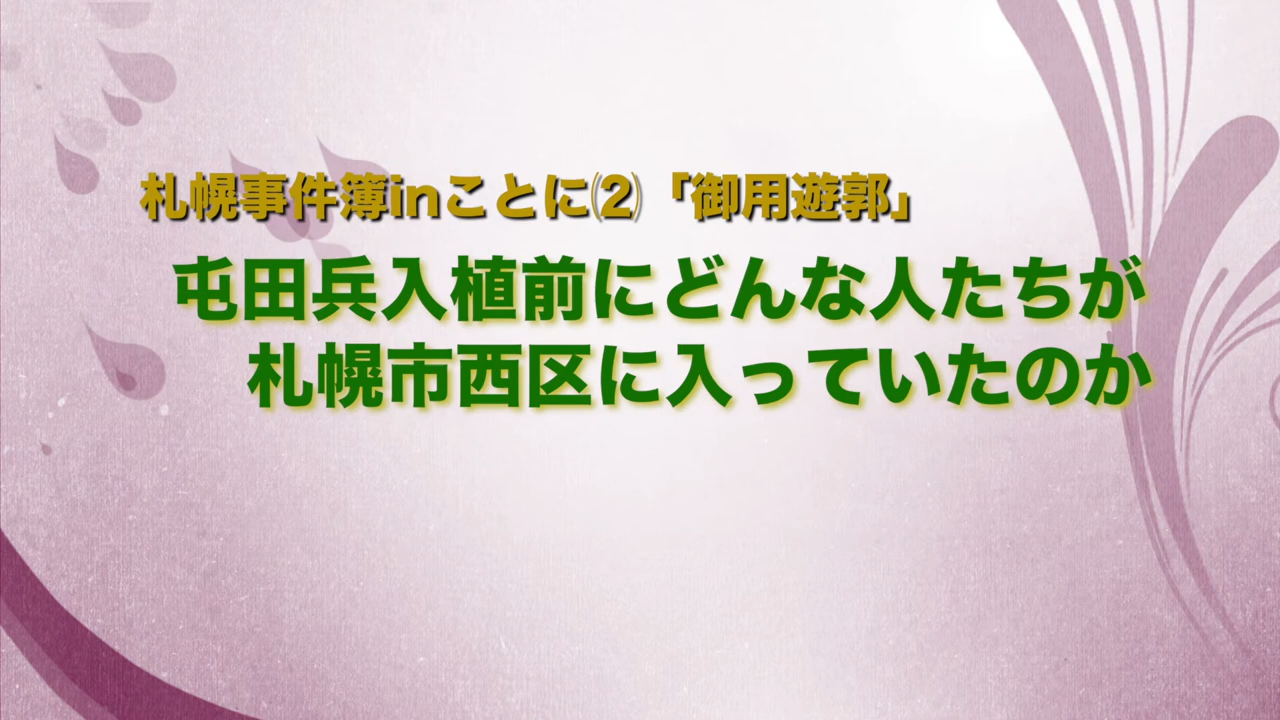 札幌事件簿inことに⑵「御用遊郭」
屯田兵入植前にどんな人たちが
札幌市西区に入っていたのか